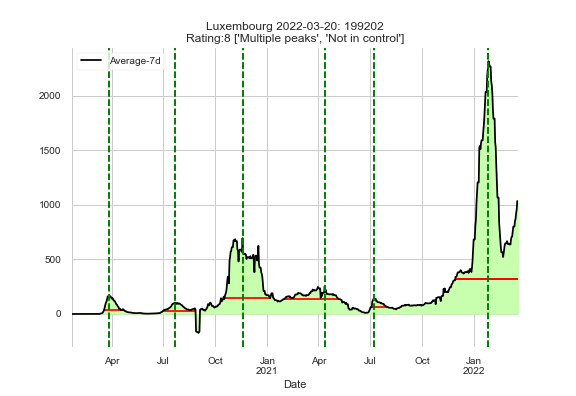 Luxembourg 2022-03-20: 199202
Rating:8 ['Multiple peaks', 'Not in control']
Average-7d
2000
1500
1000
500
0
Apr Jul Oct Jan Apr Jul Oct Jan
2021 2022
Date